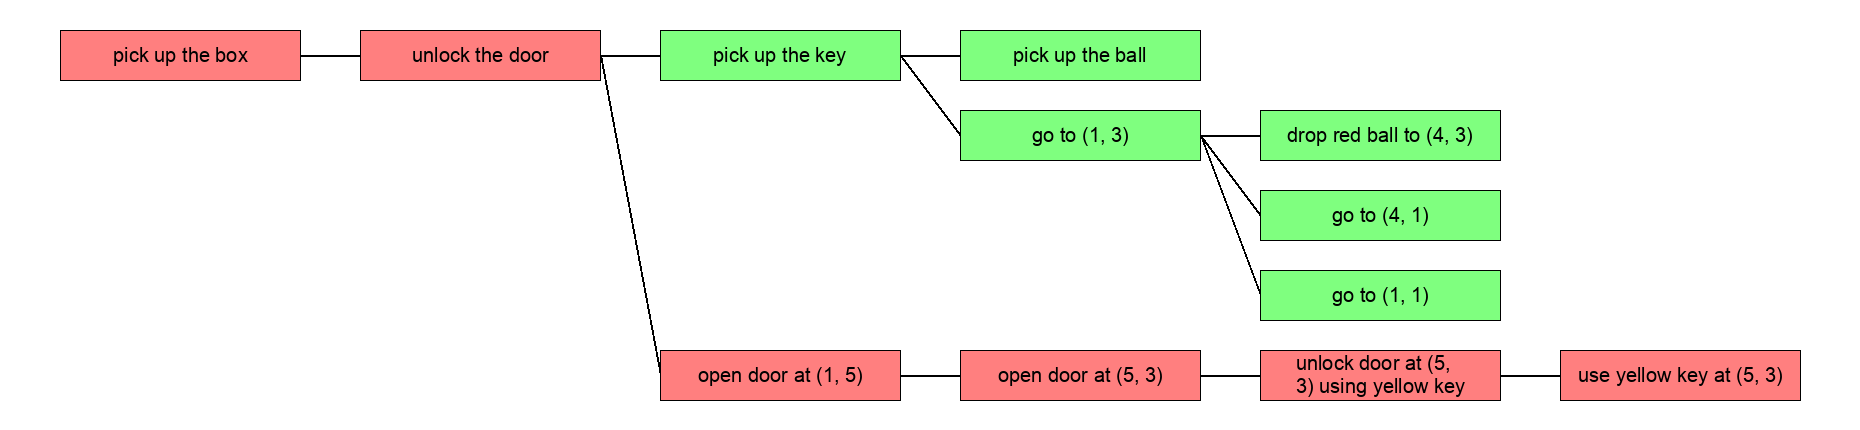 pick up the box
unlock the door
pick up the key
pick up the ball
go to (1, 3)
drop red ball to (4, 3)
go to (4, 1)
go to (1, 1)
open door at (1, 5)
open door at (5, 3)
unlock door at (5,
3) using yellow key
use yellow key at (5, 3)